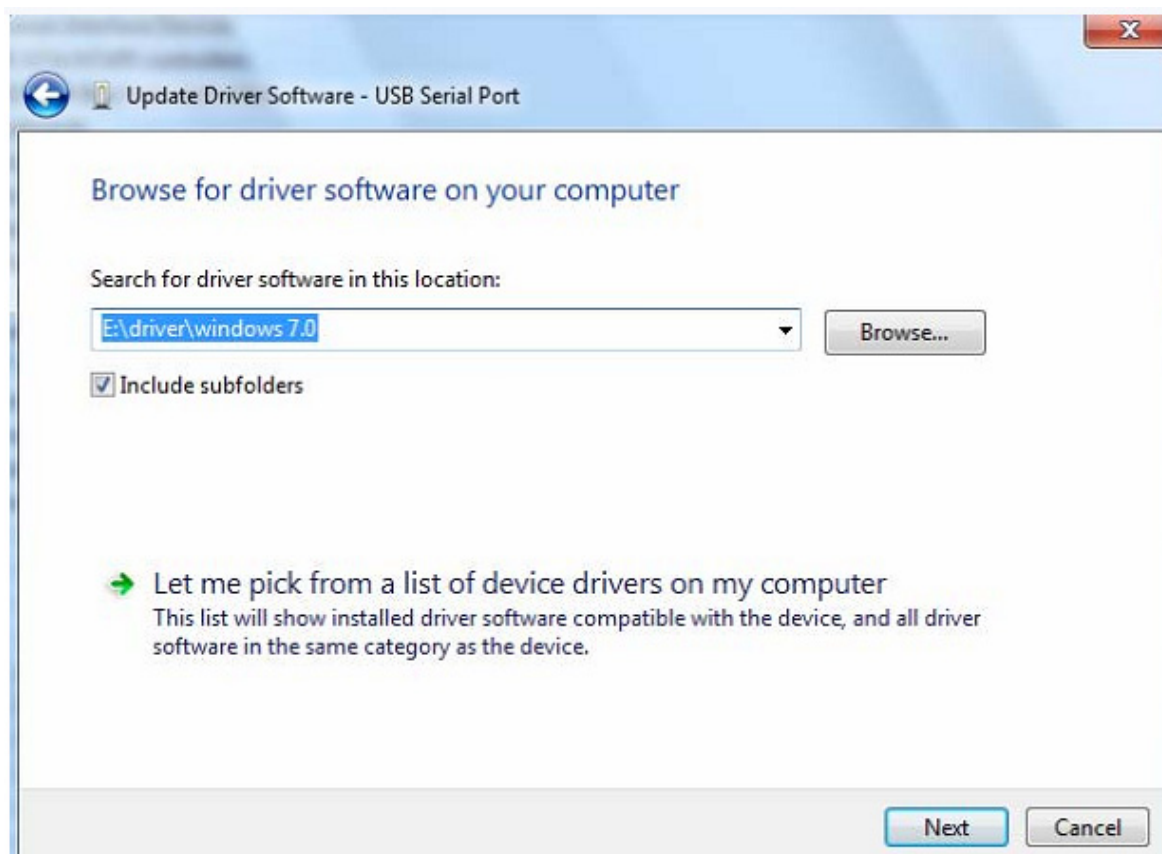 Update Driver Software - USB Serial Port
Browse for driver software on your computer
Search for driver software in this location:
E:\driver\windows 7.0
Browse...
Include subfolders
Let me pick from a list of device drivers on my computer
This list will show installed driver software compatible with the device, and all driver
software in the same category as the device.
Next
Cancel